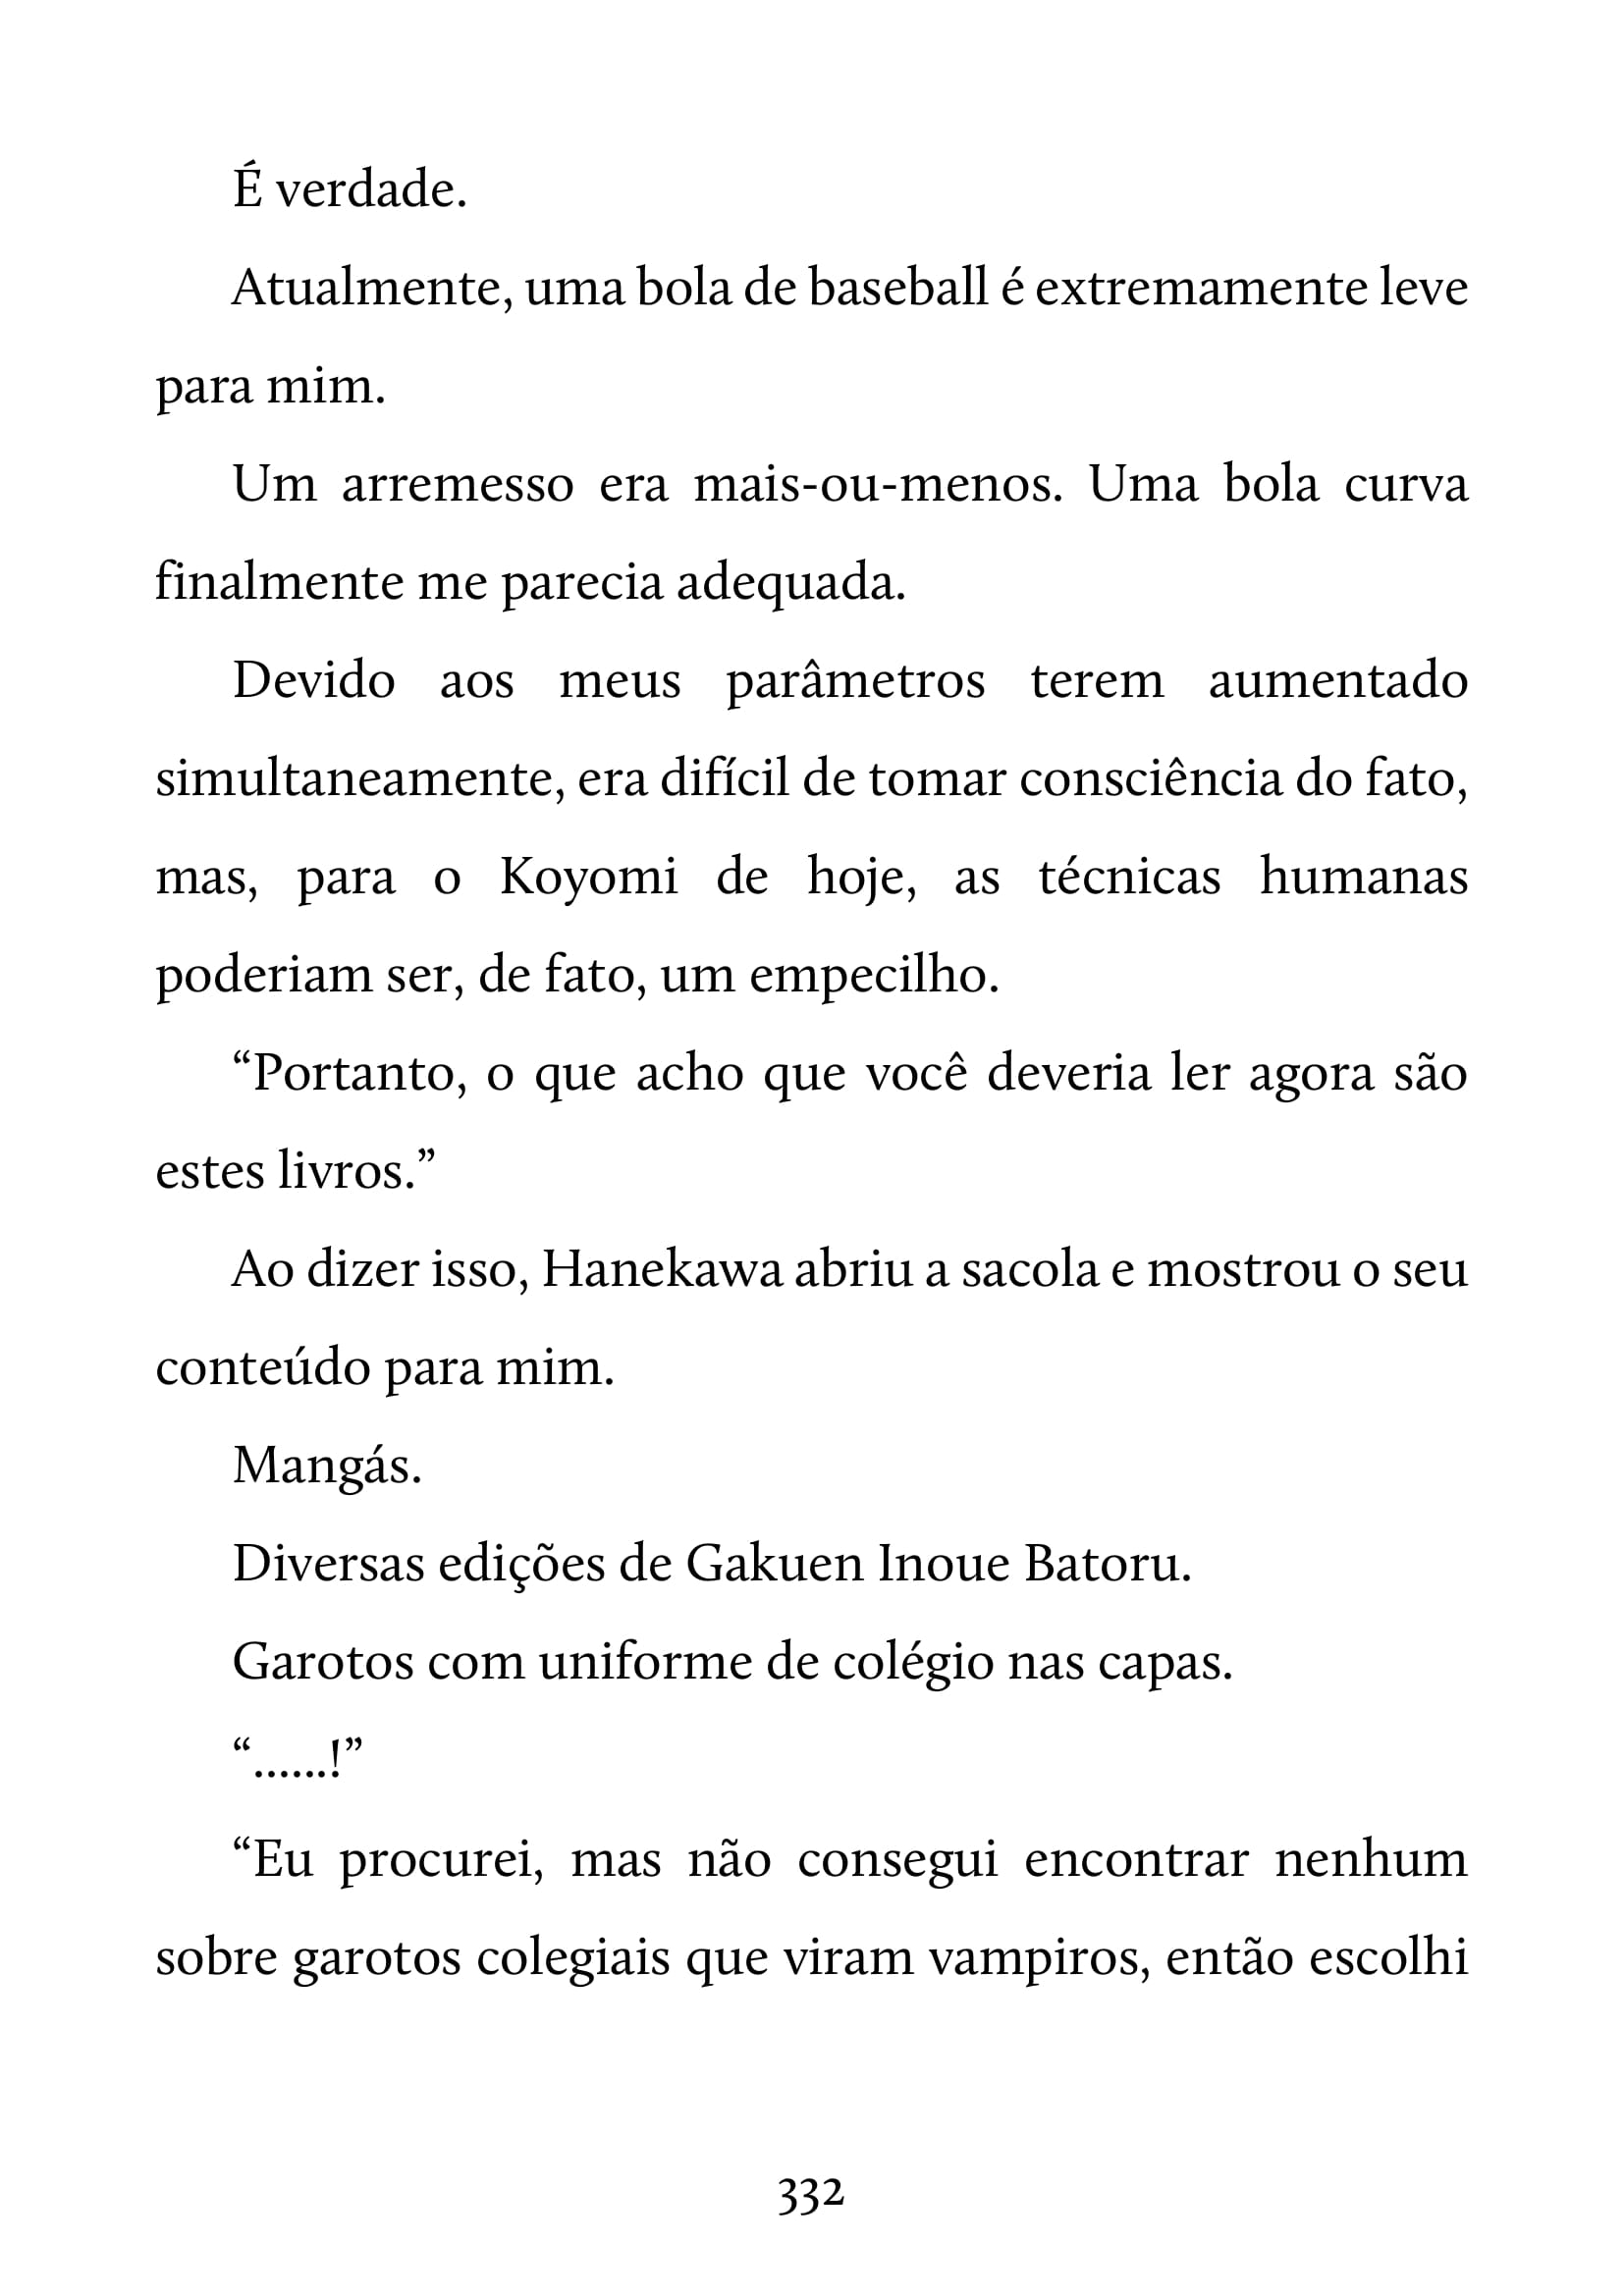 É verdade.
Atualmente, uma bola de baseball é extremamente leve
para mim.
Um arremesso era mais-ou-menos. Uma bola curva
finalmente me parecia adequada.
Devido aos meus parâmetros terem aumentado
simultaneamente, era difícil de tomar consciência do fato,
mas, para o Koyomi de hoje, as técnicas humanas
poderiam ser, de fato, um empecilho.
“Portanto, o que acho que você deveria ler agora são
estes livros.”
Ao dizer isso, Hanekawa abriu a sacola e mostrou o seu
conteúdo para mim.
Mangás.
Diversas edições de Gakuen Inoue Batoru.
Garotos com uniforme de colégio nas capas.
“......!”
“Eu procurei, mas não consegui encontrar nenhum
sobre garotos colegiais que viram vampiros, então escolhi
332